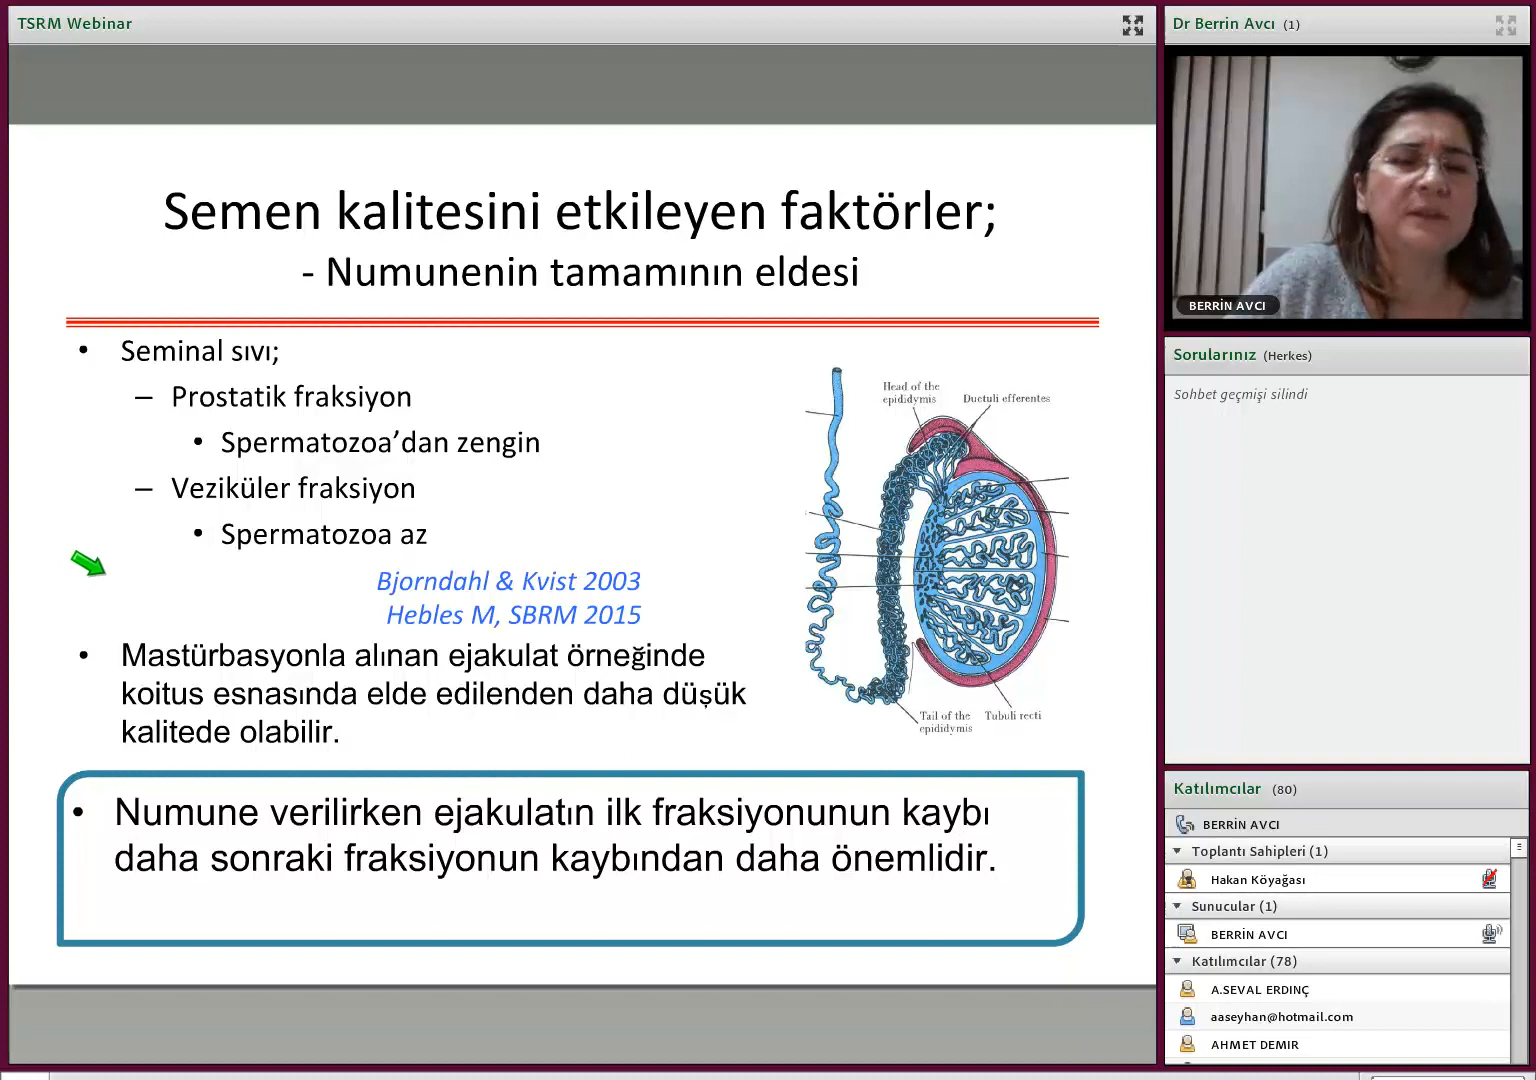 TSRM Webinar
Semen kalitesini etkileyen faktörler;
- Numunenin tamamının eldesi
• Seminal sıvı;
– Prostatik fraksiyon
• Spermatozoa’dan zengin
– Veziküler fraksiyon
• Spermatozoa az
Bjorndahl & Kvist 2003
Hebles M, SBRM 2015
• Mastürbasyonla alınan ejakulat örneğinde
koitus esnasında elde edilenden daha düşük
kalitede olabilir.
• Numune verilirken ejakulatın ilk fraksiyonunun kaybı
daha sonraki fraksiyonun kaybından daha önemlidir.
Head of the
epididymis
Ductuli efferentes
Tail of the
epididymis
Tubuli recti
Dr Berrin Avcı (1)
BERRİN AVCI
Sorularınız (Herkes)
Sohbet geçmişi silindi
Katılımcılar (80)
BERRİN AVCI
Toplantı Sahipleri (1)
Hakan Köyağası
Sunucular (1)
BERRİN AVCI
Katılımcılar (78)
A.SEVAL ERDINÇ
aaseyhan@hotmail.com
AHMET DEMIR